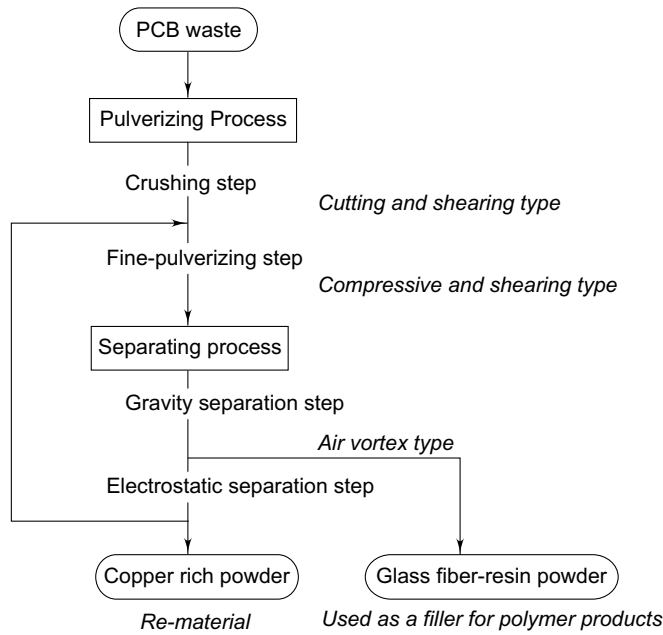 PCB waste
Pulverizing Process
Crushing step
Cutting and shearing type
Fine-pulverizing step
Compressive and shearing type
Separating process
Gravity separation step
Air vortex type
Electrostatic separation step
Copper rich powder
Glass fiber-resin powder
Re-material
Used as a filler for polymer products